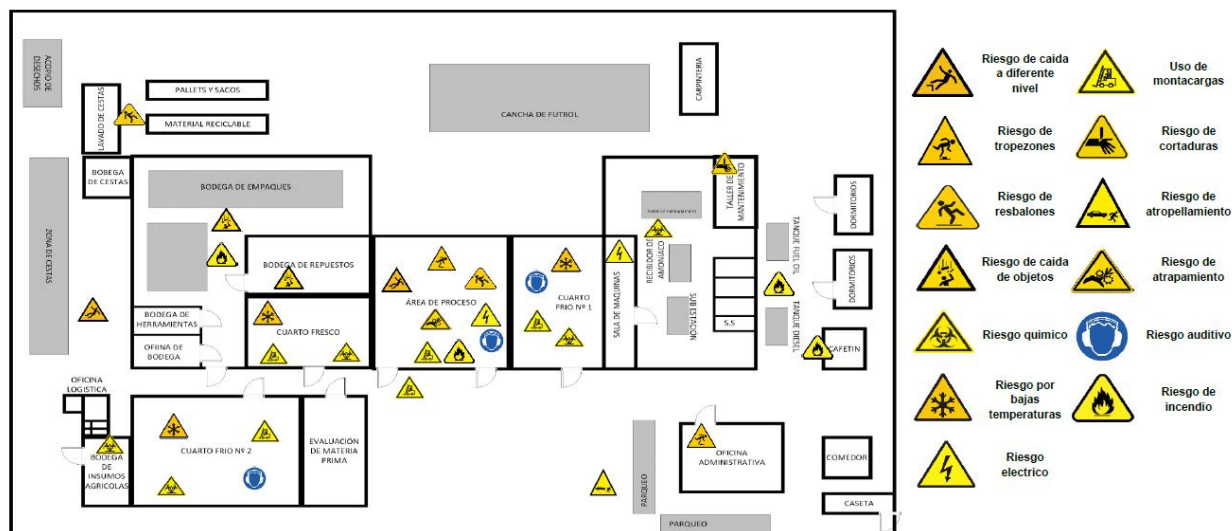 ACOPIO DE
DESECHOS
LAVADO DE CESTAS
PALLETS Y SACOS
MATERIAL RECICLABLE
CANCHA DE FUTBOL
CARPINTERIA
BODEGA
DE CESTAS
ZONA DE CESTAS
BODEGA DE EMPAQUES
BODEGA DE REPUESTOS
BODEGA DE
HERRAMIENTAS
OFIINA DE
BODEGA
CUARTO FRESCO
ÁREA DE PROCESO
CUARTO
FRIO Nº 1
SALA DE MAQUINAS
RECIBIDOR DE
AMONÍACO
SUBESTACION
TALLER DE
MANTENIMIENTO
S.S
TANQUE FUEL OIL
TANQUE DIESEL
DORMITORIOS
DORMITORIOS
CAFETIN
OFICINA
LOGISTICA
BODEGA
DE
INSUMOS
AGRICOLAS
CUARTO FRIO Nº 2
EVALUACIÓN
DE MATERIA
PRIMA
PARQUEO
OFICINA
ADMINISTRATIVA
PARQUEO
COMEDOR
CASETA
Riesgo de caida
a diferente
nivel
Uso de
montacargas
Riesgo de
tropezones
Riesgo de
cortaduras
Riesgo de
resbalones
Riesgo de
atropellamiento
Riesgo de caida
de objetos
Riesgo de
atrapamiento
Riesgo químico
Riesgo auditivo
Riesgo por
bajas
temperaturas
Riesgo de
incendio
Riesgo
electrico